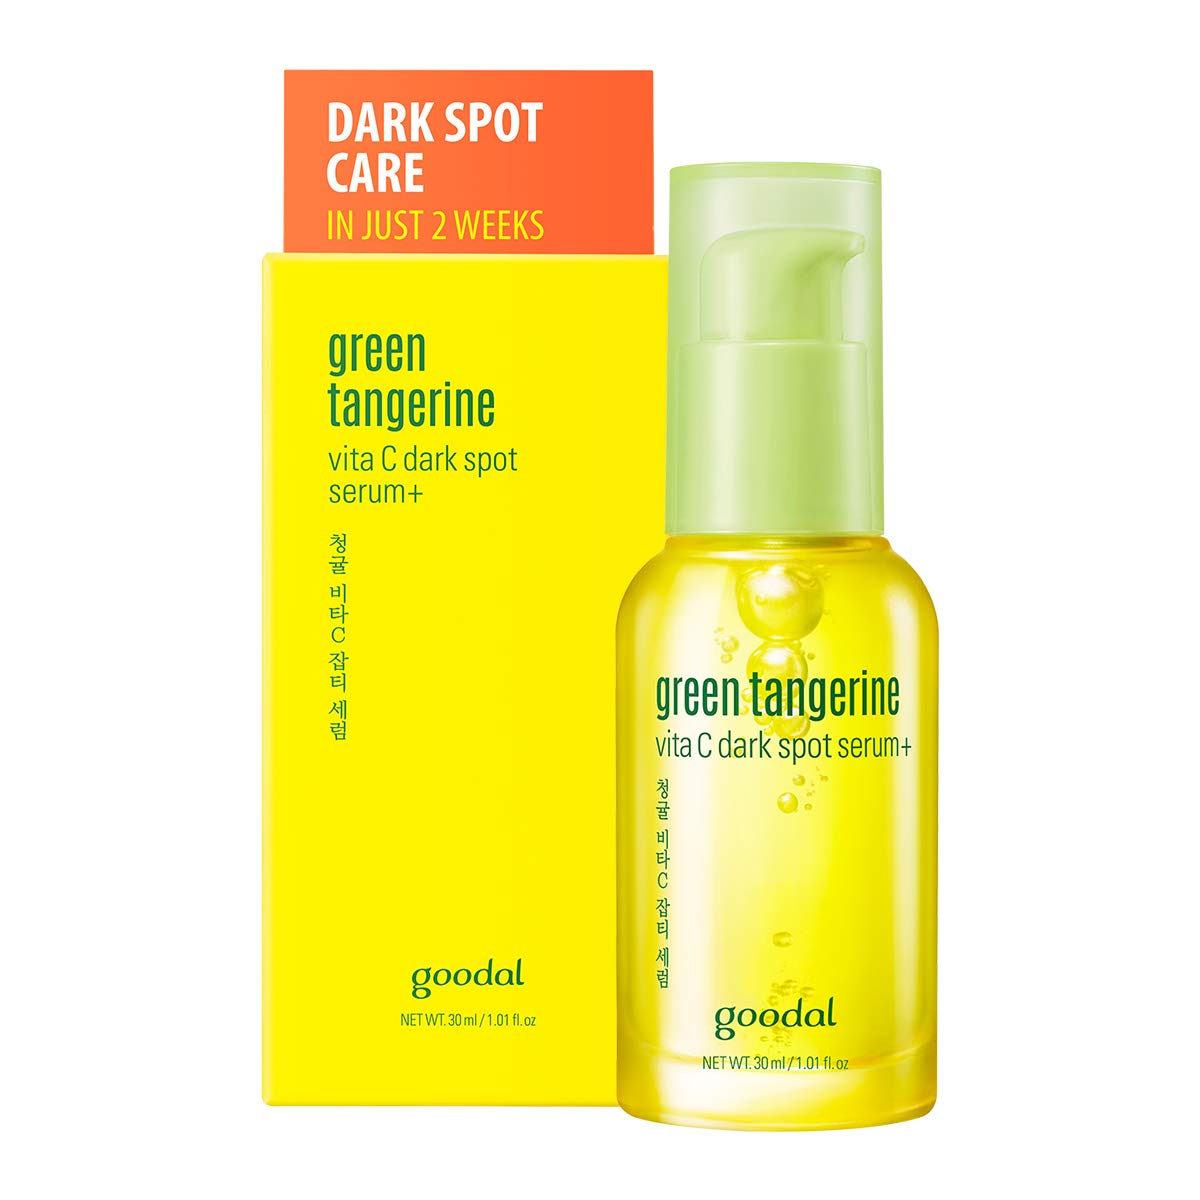 DARK SPOT
CARE
IN JUST 2 WEEKS
green
tangerine
vita C dark spot
serum+
청귤 비타C 잡티 세럼
goodal
NET WT. 30 ml / 1.01 fl. oz
green tangerine
vita C dark spot serum+
청귤 비타C 잡티 세럼
goodal
NET WT. 30 ml / 1.01 fl. oz